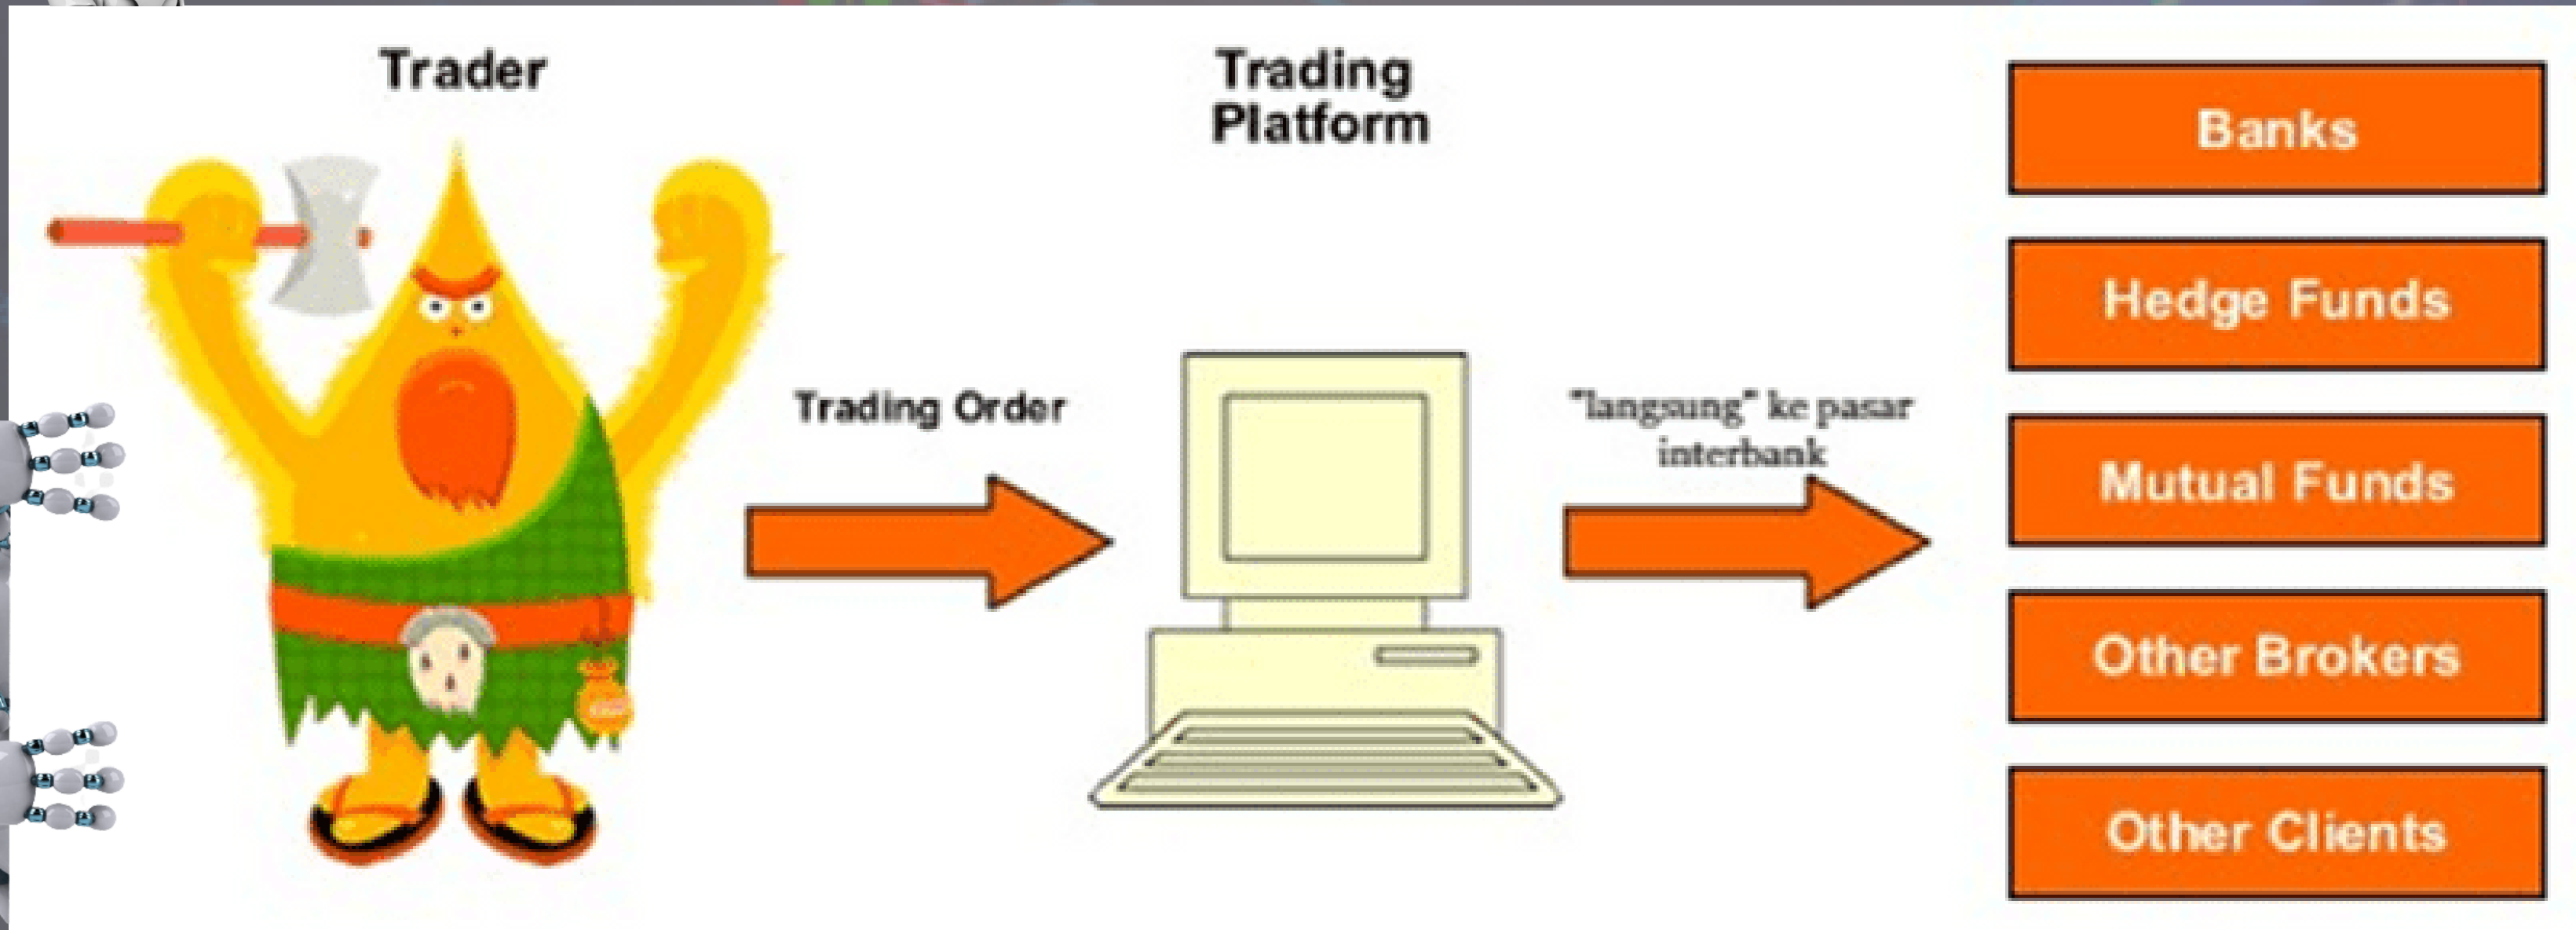 Trader
Trading
Platform
Trading Order
"langsung" ke pasar
interbank
Banks
Hedge Funds
Mutual Funds
Other Brokers
Other Clients